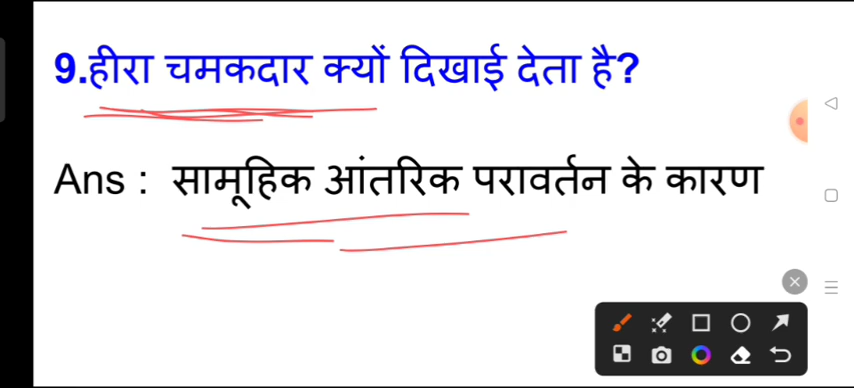 9.हीरा चमकदार क्यों दिखाई देता है?
Ans : सामूहिक आंतरिक परावर्तन के कारण